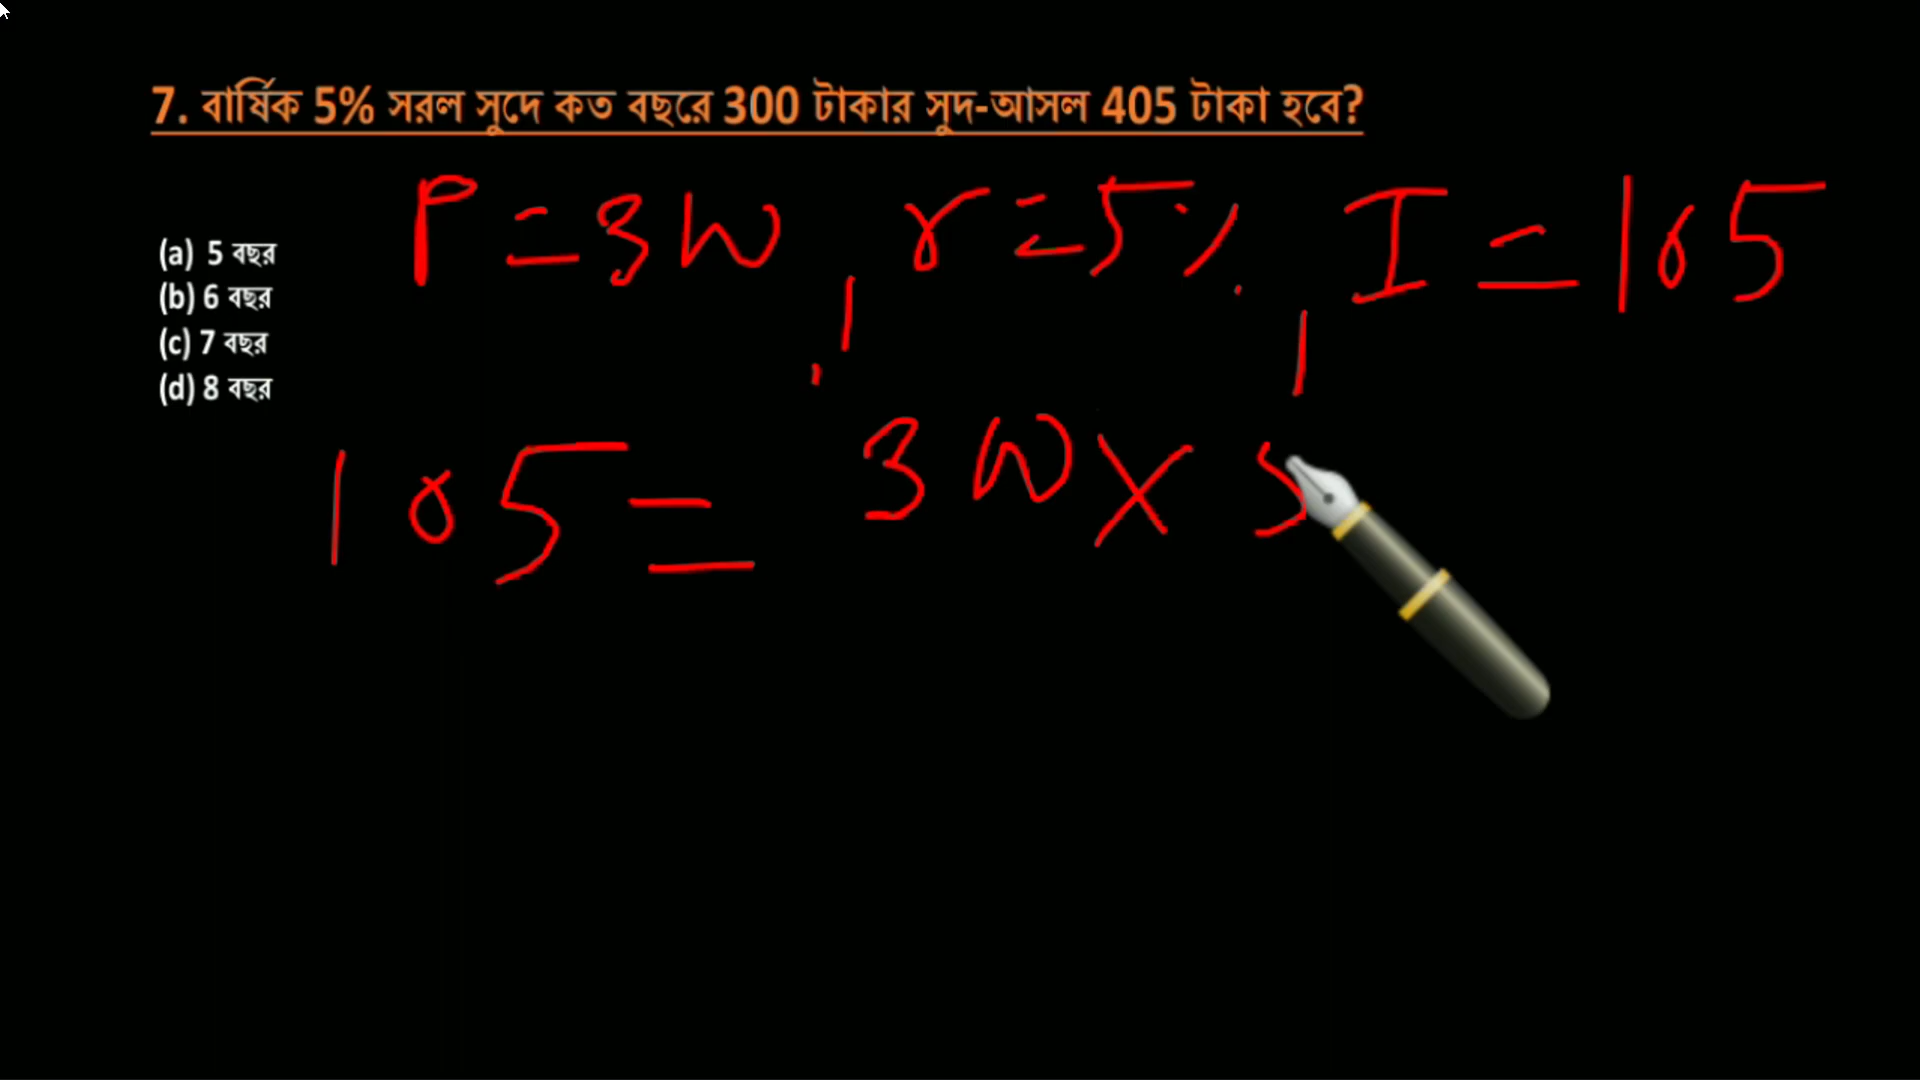 7. বার্ষিক 5% সরল সুদে কত বছরে 300 টাকার সুদ-আসল 405 টাকা হবে?
P = 300, r = 5%, I = 105
(a) 5 বছর
(b) 6 বছর
(c) 7 বছর
(d) 8 বছর
105 = 300 × 5